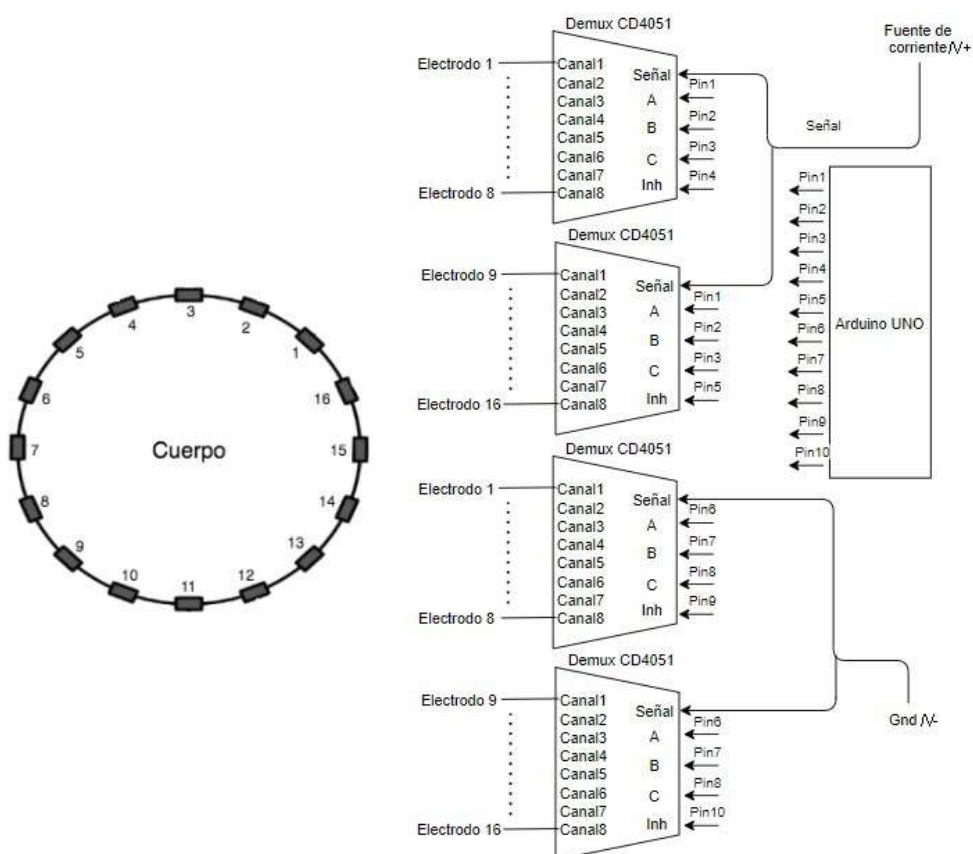 Demux CD4051
Fuente de
corriente/V+
Electrodo 1
Canal1
Canal2
Canal3
Canal4
Canal5
Canal6
Canal7
Canal8
Electrodo 8
Señal
A
B
C
Inh
Pin1
Pin2
Pin3
Pin4
Señal
Demux CD4051
Electrodo 9
Canal1
Canal2
Canal3
Canal4
Canal5
Canal6
Canal7
Canal8
Electrodo 16
Señal
A
B
C
Inh
Pin1
Pin2
Pin3
Pin5
Pin1
Pin2
Pin3
Pin4
Pin5
Pin6
Pin7
Pin8
Pin9
Pin10
Arduino UNO
3
4
2
5
1
6
16
7
Cuerpo
15
8
14
9
13
10
12
11
Demux CD4051
Electrodo 1
Canal1
Canal2
Canal3
Canal4
Canal5
Canal6
Canal7
Canal8
Electrodo 8
Señal
A
B
C
Inh
Pin6
Pin7
Pin8
Pin9
Demux CD4051
Electrodo 9
Canal1
Canal2
Canal3
Canal4
Canal5
Canal6
Canal7
Canal8
Electrodo 16
Señal
A
B
C
Inh
Pin6
Pin7
Pin8
Pin10
Gnd /V-